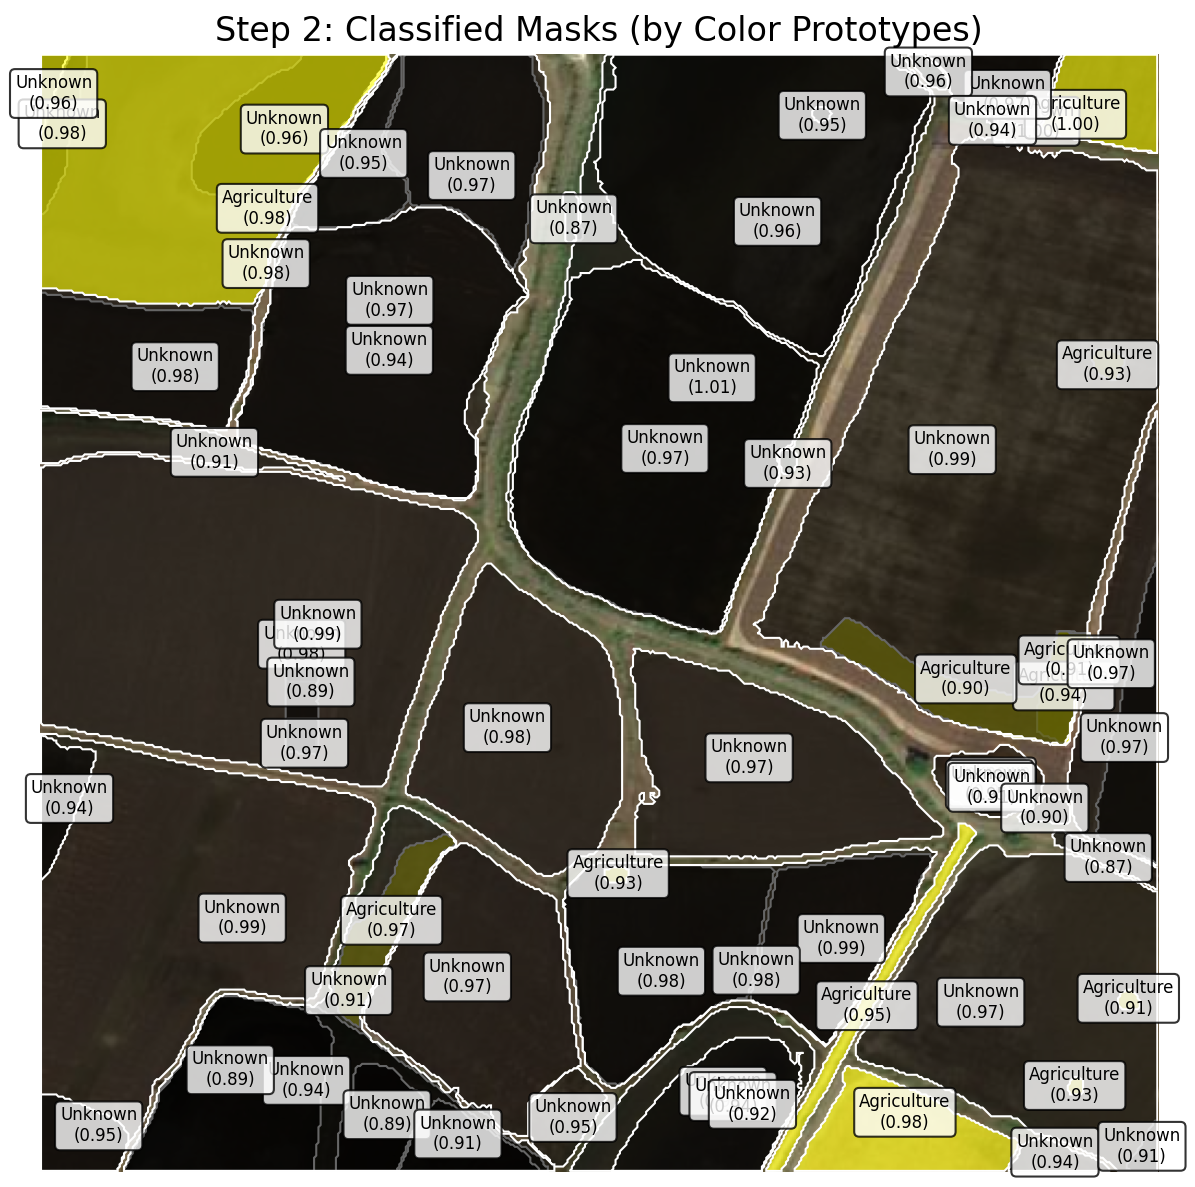 Step 2: Classified Masks (by Color Prototypes)
Unknown
(0.96)
Unknown
(0.96)
(0.98)
Unknown
(0.96)
Unknown
(0.95)
Unknown
Agriculture
(1.00)
Unknown
(0.94)
Unknown
(0.95)
Unknown
(0.97)
Agriculture
(0.98)
Unknown
(0.87)
Unknown
(0.96)
Unknown
(0.98)
Unknown
(0.97)
Unknown
(0.94)
Unknown
(0.98)
Unknown
(1.01)
Agriculture
(0.93)
Unknown
(0.91)
Unknown
(0.97)
Unknown
(0.93)
Unknown
(0.99)
Unknown
(0.99)
(0.98)
Unknown
(0.89)
Unknown
(0.97)
Unknown
(0.98)
Unknown
(0.97)
Agriculture
(0.90)
(0.94)
Unknown
(0.97)
Unknown
(0.97)
Unknown
(0.94)
Unknown
Unknown
(0.90)
Unknown
(0.87)
Agriculture
(0.93)
Unknown
(0.99)
Agriculture
(0.97)
Unknown
(0.91)
Unknown
(0.97)
Unknown
(0.98)
Unknown
(0.98)
Unknown
(0.99)
Agriculture
(0.95)
Unknown
(0.97)
Agriculture
(0.91)
Unknown
(0.89)
Unknown
(0.94)
Unknown
(0.89)
Unknown
(0.91)
Unknown
(0.95)
Unknown
(0.95)
Unknown
(0.92)
Agriculture
(0.98)
Agriculture
(0.93)
Unknown
(0.94)
Unknown
(0.91)